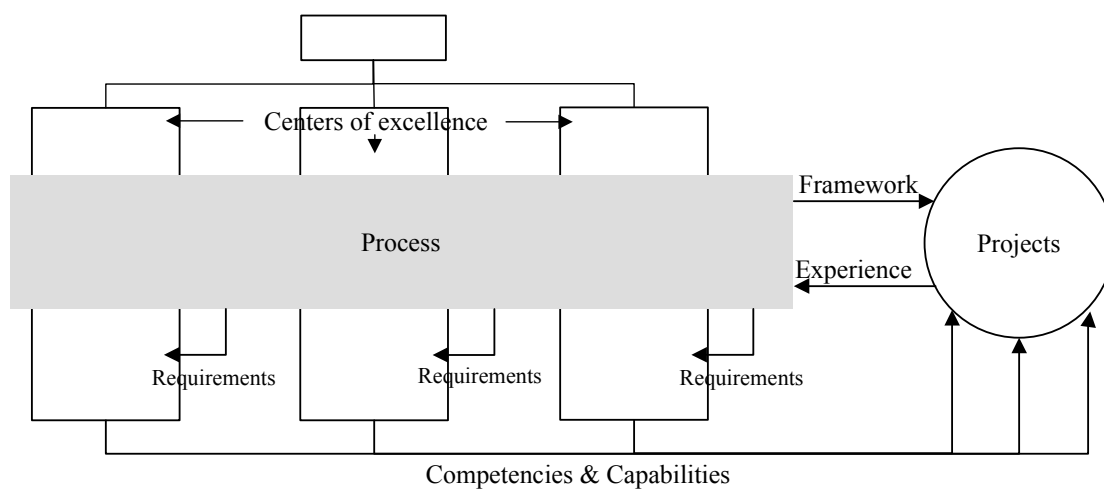 Centers of excellence
Framework
Process
Projects
Experience
Requirements
Requirements
Requirements
Competencies & Capabilities